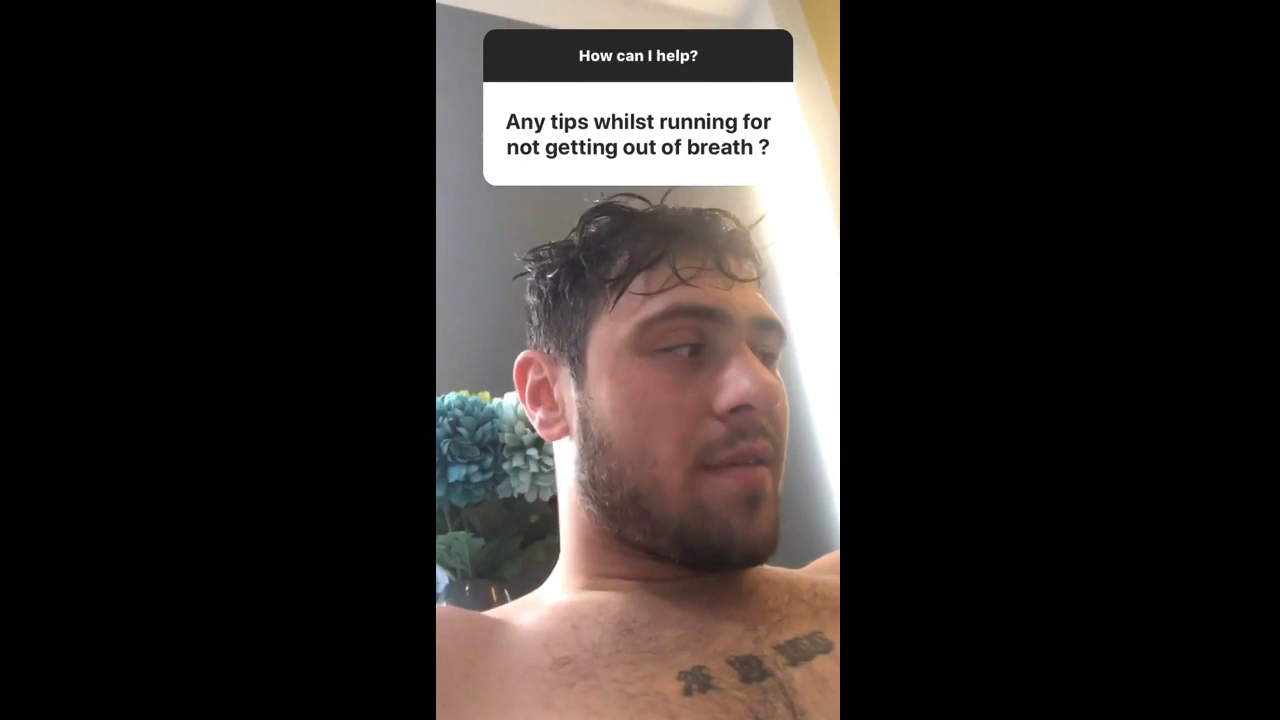 How can I help?
Any tips whilst running for
not getting out of breath ?